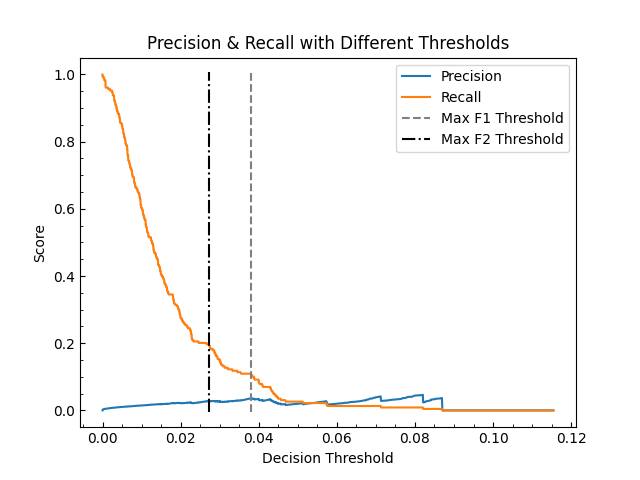 Precision & Recall with Different Thresholds
Precision
Recall
Max F1 Threshold
Max F2 Threshold
Score
1.0
0.8
0.6
0.4
0.2
0.0
0.00 0.02 0.04 0.06 0.08 0.10 0.12
Decision Threshold